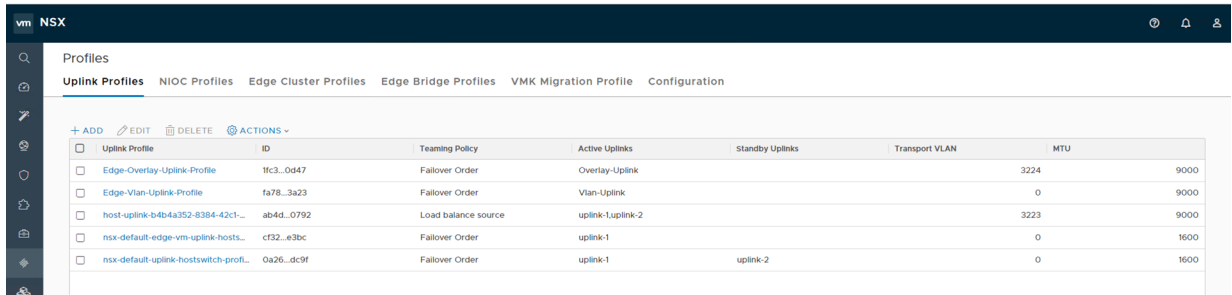 vm NSX
Profiles
Uplink Profiles NIOC Profiles Edge Cluster Profiles Edge Bridge Profiles VMK Migration Profile Configuration
+ ADD EDIT DELETE ACTIONS
Uplink Profile ID Teaming Policy Active Uplinks Standby Uplinks Transport VLAN MTU
Edge-Overlay-Uplink-Profile 1fc3...0d47 Failover Order Overlay-Uplink 3224 9000
Edge-Vlan-Uplink-Profile fa78...3a23 Failover Order Vlan-Uplink 0 9000
host-uplink-b4b4a352-8384-42c1-... ab4d...0792 Load balance source uplink-1,uplink-2 3223 9000
nsx-default-edge-vm-uplink-hosts... cf32...e3bc Failover Order uplink-1 0 1600
nsx-default-uplink-hostswitch-profi... 0a26...dc9f Failover Order uplink-1 uplink-2 0 1600